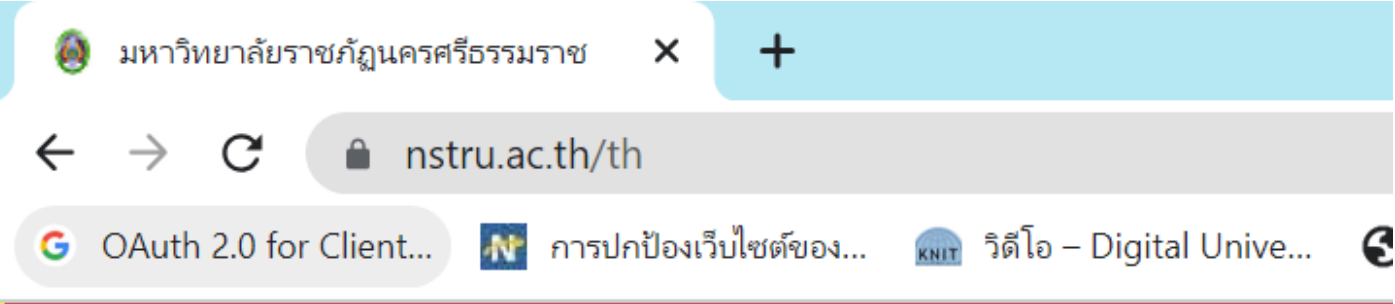 มหาวิทยาลัยราชภัฏนครศรีธรรมราช
nstru.ac.th/th
OAuth 2.0 for Client... การปกป้องเว็บไซต์ของ... KNIT วิดีโอ – Digital Unive...